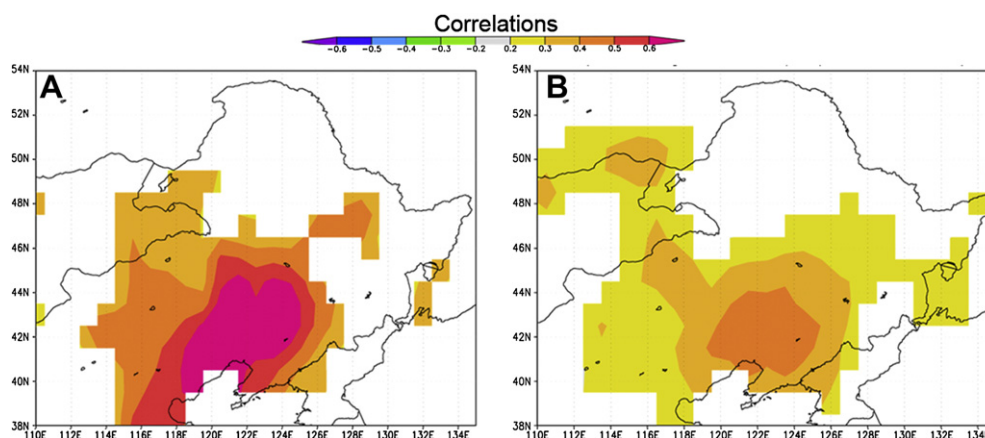 Correlations
-0.6 -0.5 -0.4 -0.3 -0.2 0.2 0.3 0.4 0.5 0.6
A B
54N 54N
52N 52N
50N 50N
48N 48N
46N 46N
44N 44N
42N 42N
40N 40N
38N 38N
110E 112E 114E 116E 118E 120E 122E 124E 126E 128E 130E 132E 134E 110E 112E 114E 116E 118E 120E 122E 124E 126E 128E 130E 132E 134E